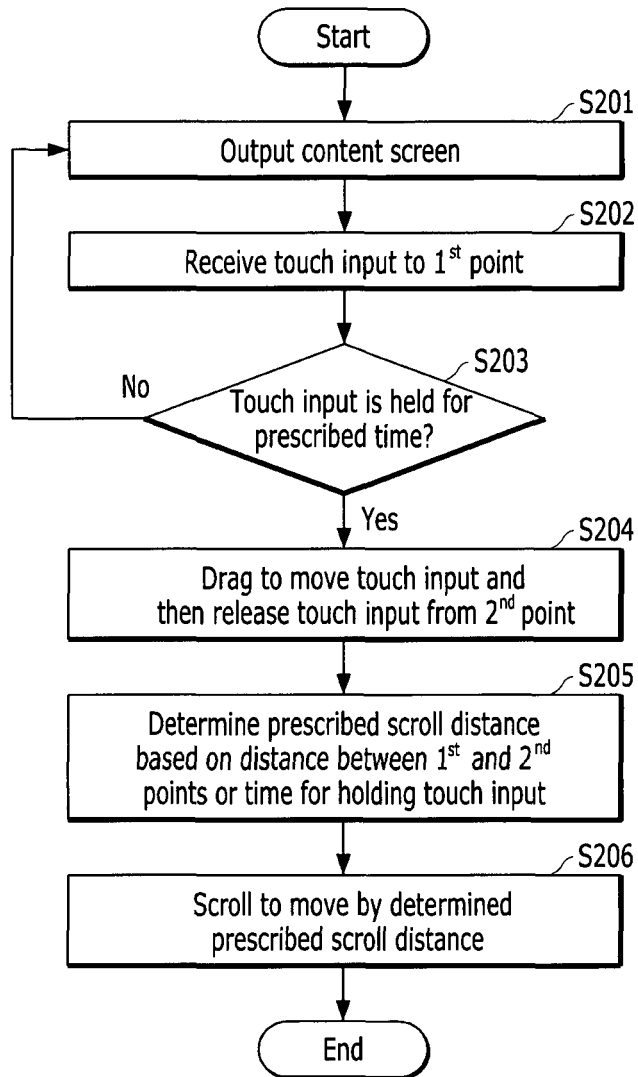 Start
S201
Output content screen
S202
Receive touch input to 1st point
S203
No
Touch input is held for
prescribed time?
Yes
S204
Drag to move touch input and
then release touch input from 2nd point
S205
Determine prescribed scroll distance
based on distance between 1st and 2nd
points or time for holding touch input
S206
Scroll to move by determined
prescribed scroll distance
End